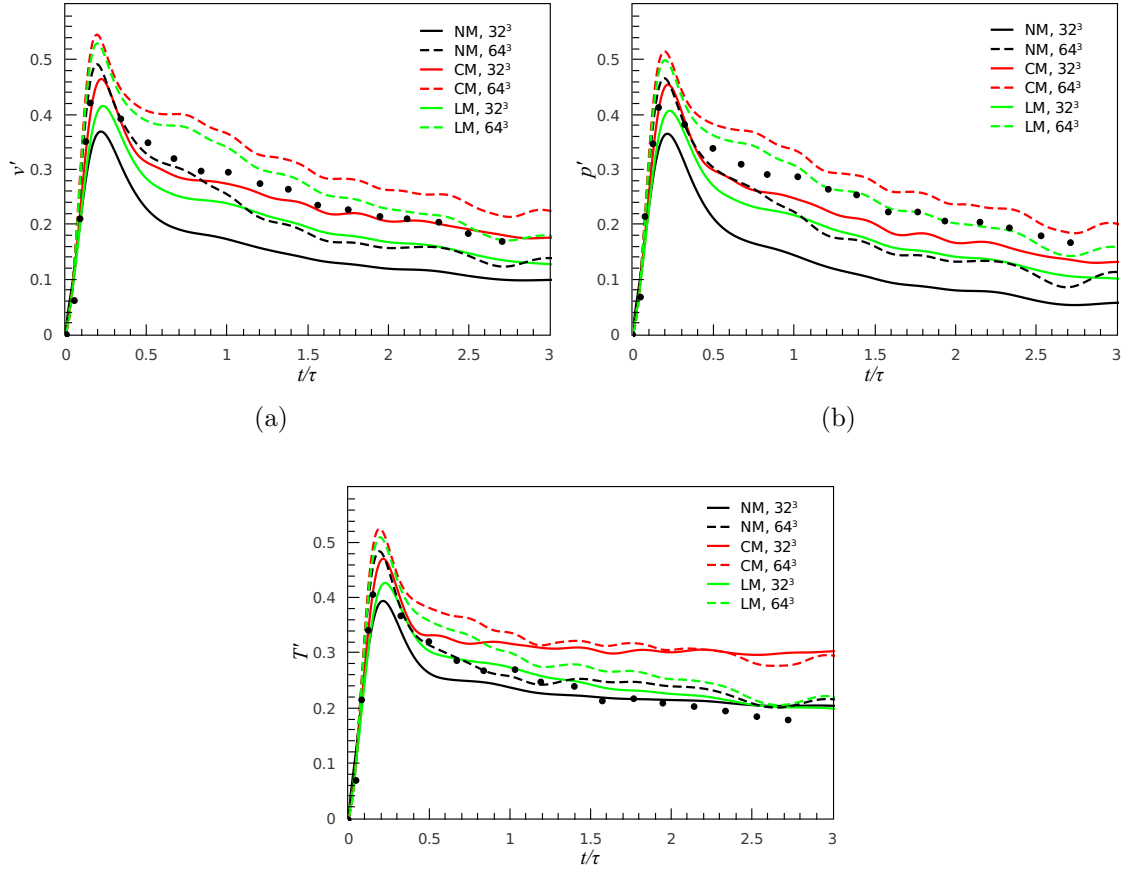 NM, 32³
NM, 64³
CM, 32³
CM, 64³
LM, 32³
LM, 64³
v′
0.5
0.4
0.3
0.2
0.1
0
0 0.5 1 1.5 2 2.5 3
t/τ
(a)
NM, 32³
NM, 64³
CM, 32³
CM, 64³
LM, 32³
LM, 64³
p′
0.5
0.4
0.3
0.2
0.1
0
0 0.5 1 1.5 2 2.5 3
t/τ
(b)
NM, 32³
NM, 64³
CM, 32³
CM, 64³
LM, 32³
LM, 64³
T′
0.5
0.4
0.3
0.2
0.1
0
0 0.5 1 1.5 2 2.5 3
t/τ